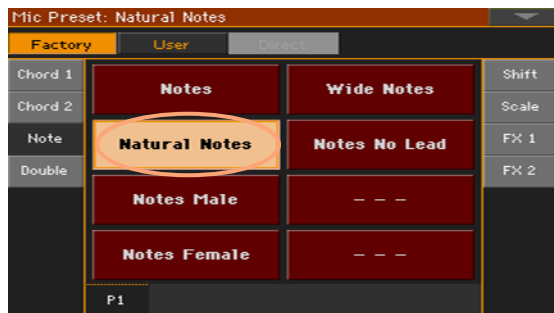 Mic Preset: Natural Notes
Factory User Direct
Chord 1
Chord 2
Note
Double
Notes Wide Notes
Natural Notes Notes No Lead
Notes Male - - -
Notes Female - - -
Shift
Scale
FX 1
FX 2
P1